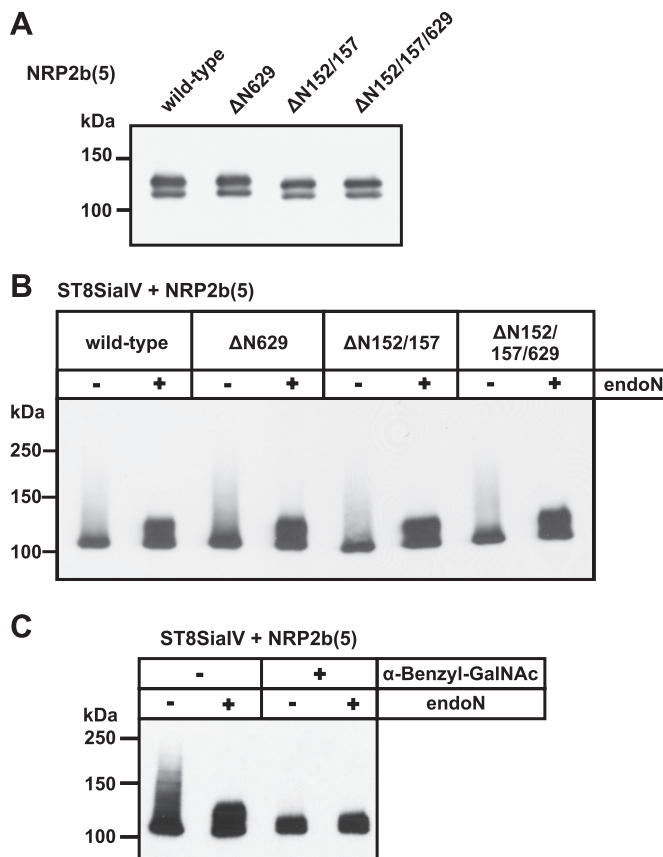 A
NRP2b(5)
wild-type ΔN629 ΔN152/157 ΔN152/157/629
kDa
150
100
B
ST8SiaIV + NRP2b(5)
wild-type ΔN629 ΔN152/157 ΔN152/
157/629
- + - + - + - + endoN
kDa
250
150
100
C
ST8SiaIV + NRP2b(5)
- + α-Benzyl-GalNAc
- + - + endoN
kDa
250
150
100